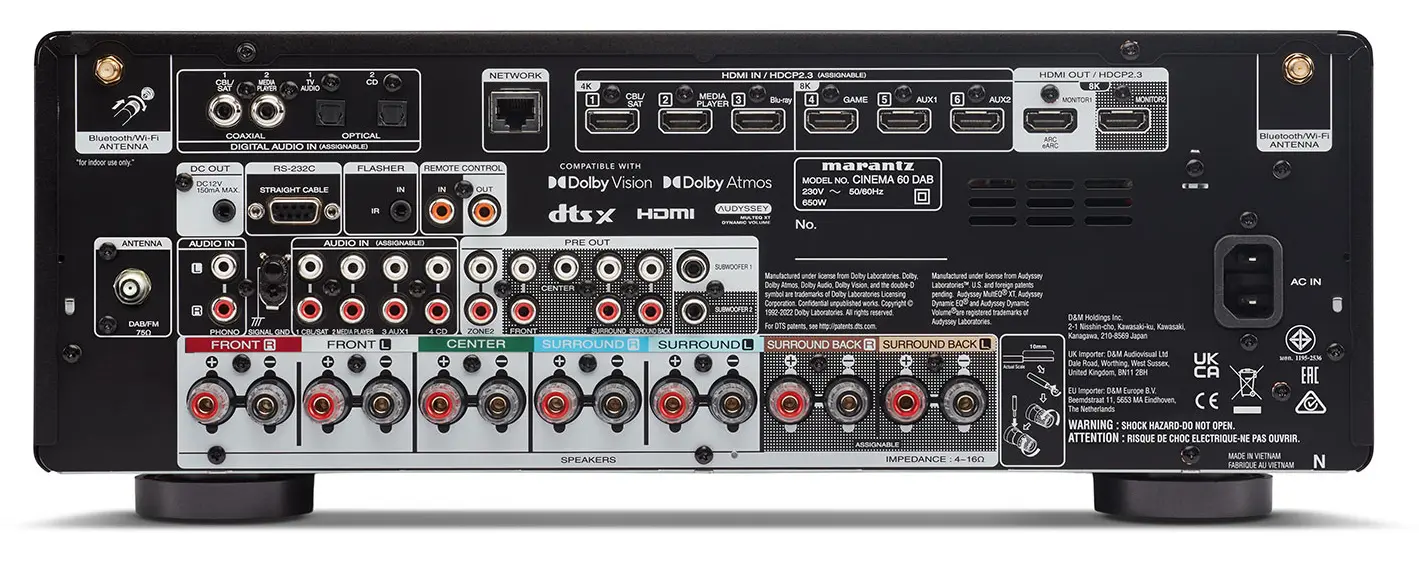 Bluetooth/Wi-Fi
ANTENNA
"for indoor use only."
1
CBL/
SAT
2
MEDIA
PLAYER
1
TV
AUDIO
2
CD
COAXIAL
OPTICAL
DIGITAL AUDIO IN (ASSIGNABLE)
NETWORK
HDMI IN / HDCP2.3 (ASSIGNABLE)
4K
1 CBL/
SAT
2 MEDIA
PLAYER
3 Blu-ray
8K
4 GAME
5 AUX1
6 AUX2
HDMI OUT / HDCP2.3
8K
MONITOR1
MONITOR2
ARC
eARC
Bluetooth/Wi-Fi
ANTENNA
DC OUT
DC12V
150mA MAX.
RS-232C
STRAIGHT CABLE
FLASHER
IN
IR
REMOTE CONTROL
IN
OUT
COMPATIBLE WITH
Dolby Vision
Dolby Atmos
dts X
HDMI
AUDYSSEY
MULTEQ XT
DYNAMIC VOLUME
marantz
MODEL NO. CINEMA 60 DAB
230V ~ 50/60Hz
650W
No.
ANTENNA
DAB/FM
75Ω
AUDIO IN
L
R
PHONO
SIGNAL GND
AUDIO IN (ASSIGNABLE)
1 CBL/SAT
2 MEDIA PLAYER
3 AUX1
4 CD
PRE OUT
CENTER
ZONE2
FRONT
SURROUND
SURROUND BACK
SUBWOOFER 1
SUBWOOFER 2
Manufactured under license from Dolby Laboratories. Dolby,
Dolby Atmos, Dolby Audio, Dolby Vision, and the double-D
symbol are trademarks of Dolby Laboratories Licensing
Corporation. Confidential unpublished works. Copyright ©
1992-2022 Dolby Laboratories. All rights reserved.
For DTS patents, see http://patents.dts.com.
Manufactured under license from Audyssey
Laboratories™. U.S. and foreign patents
pending. Audyssey MultEQ® XT, Audyssey
Dynamic EQ® and Audyssey Dynamic
Volume® are registered trademarks of
Audyssey Laboratories.
AC IN
FRONT R
FRONT L
CENTER
SURROUND R
SURROUND L
SURROUND BACK R
SURROUND BACK L
ASSIGNABLE
SPEAKERS
IMPEDANCE : 4~16Ω
10mm
Actual Scale
D&M Holdings Inc.
2-1 Nisshin-cho, Kawasaki-ku, Kawasaki,
Kanagawa, 210-8569 Japan
UK Importer: D&M Audiovisual Ltd
Dale Road, Worthing, West Sussex,
United Kingdom, BN11 2BH
EU Importer: D&M Europe B.V.
Beemdstraat 11, 5653 MA Eindhoven,
The Netherlands
UK
CA
CE
มอก. 1195-2536
EAC
WARNING : SHOCK HAZARD-DO NOT OPEN.
ATTENTION : RISQUE DE CHOC ELECTRIQUE-NE PAS OUVRIR.
MADE IN VIETNAM
FABRIQUE AU VIETNAM
N